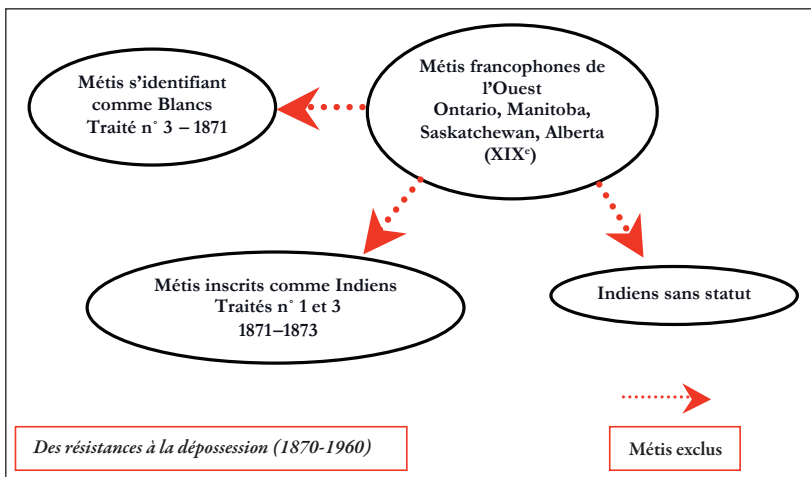 Métis s'identifiant
comme Blancs
Traité n° 3 – 1871
Métis francophones de
l'Ouest
Ontario, Manitoba,
Saskatchewan, Alberta
(XIXe)
Métis inscrits comme Indiens
Traités n° 1 et 3
1871–1873
Indiens sans statut
Des résistances à la dépossession (1870-1960)
Métis exclus